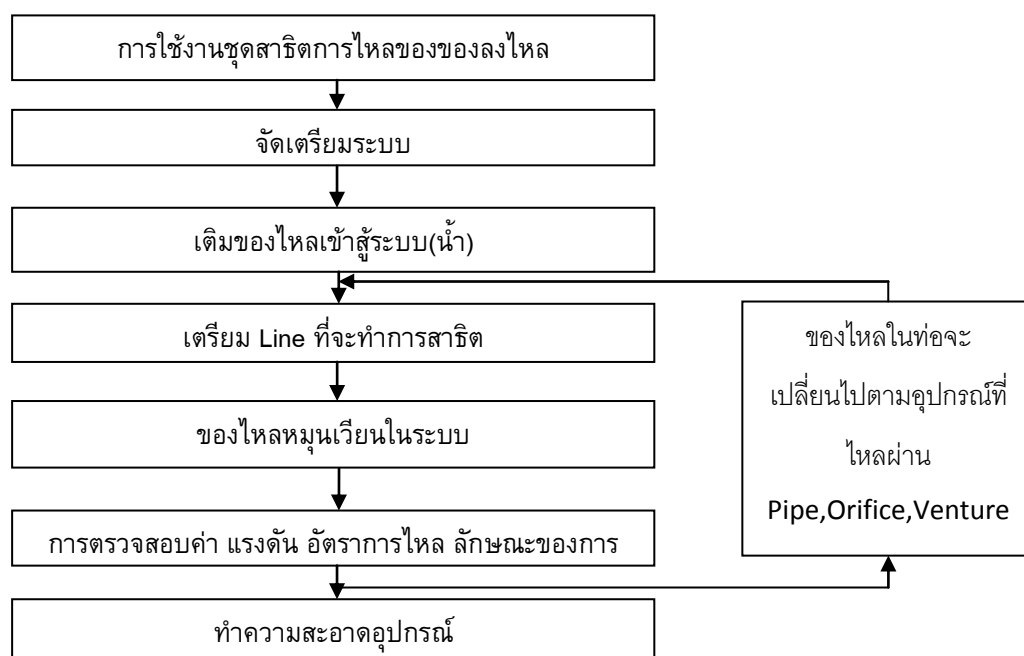 การใช้งานชุดสาธิตการไหลของของลงไหล
จัดเตรียมระบบ
เติมของไหลเข้าสู้ระบบ(น้ำ)
เตรียม Line ที่จะทำการสาธิต
ของไหลหมุนเวียนในระบบ
การตรวจสอบค่า แรงดัน อัตราการไหล ลักษณะของการ
ทำความสะอาดอุปกรณ์
ของไหลในท่อจะ
เปลี่ยนไปตามอุปกรณ์ที่
ไหลผ่าน
Pipe,Orifice,Venture